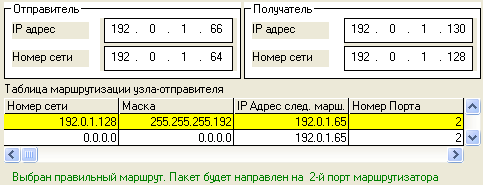 Отправитель
IP адрес 192 . 0 . 1 . 66
Номер сети 192 . 0 . 1 . 64
Получатель
IP адрес 192 . 0 . 1 . 130
Номер сети 192 . 0 . 1 . 128
Таблица маршрутизации узла-отправителя
Номер сети Маска IP Адрес след. марш. Номер Порта
192.0.1.128 255.255.255.192 192.0.1.65 2
0.0.0.0 0.0.0.0 192.0.1.65 2
Выбран правильный маршрут. Пакет будет направлен на 2-й порт маршрутизатора